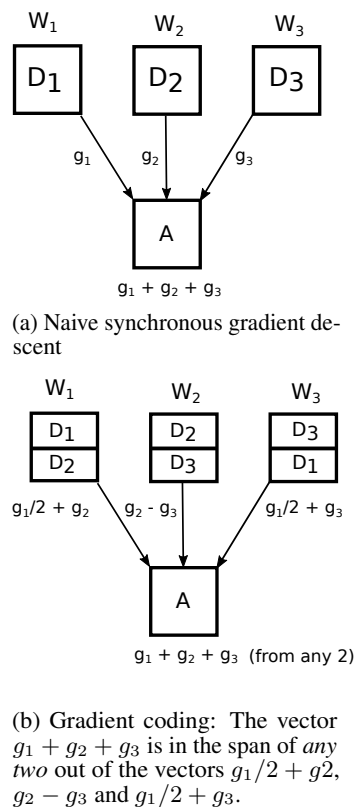 W₁ W₂ W₃
D₁ D₂ D₃
g₁ g₂ g₃
A
g₁ + g₂ + g₃
(a) Naive synchronous gradient de-
scent
W₁ W₂ W₃
D₁ D₂ D₃
D₂ D₃ D₁
g₁/2 + g₂ g₂ - g₃ g₁/2 + g₃
A
g₁ + g₂ + g₃ (from any 2)
(b) Gradient coding: The vector
g₁ + g₂ + g₃ is in the span of any
two out of the vectors g₁/2 + g2,
g₂ − g₃ and g₁/2 + g₃.